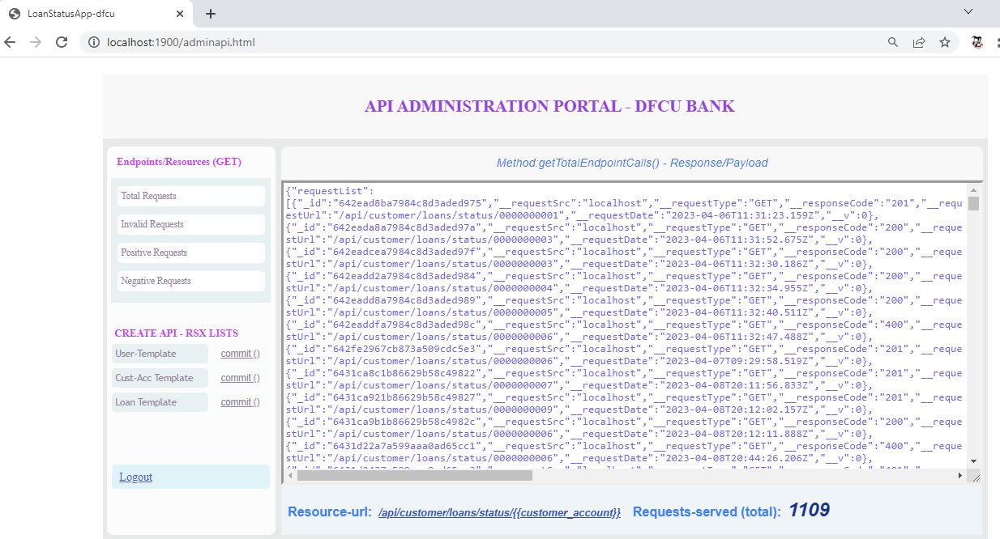 LoanStatusApp-dfcu
localhost:1900/adminapi.html
API ADMINISTRATION PORTAL - DFCU BANK
Endpoints/Resources (GET)
Total Requests
Invalid Requests
Positive Requests
Negative Requests
CREATE API - RSX LISTS
User-Template commit ()
Cust-Acc Template commit ()
Loan Template commit ()
Logout
Method:getTotalEndpointCalls() - Response/Payload
{"requestList":
[{"_id":"642ead8ba7984c8d3aded975","__requestSrc":"localhost","__requestType":"GET","__responseCode":"201","__requ
estUrl":"/api/customer/loans/status/0000000001","__requestDate":"2023-04-06T11:31:23.159Z","__v":0},
{"_id":"642eada8a7984c8d3aded97a","__requestSrc":"localhost","__requestType":"GET","__responseCode":"200","__reque
stUrl":"/api/customer/loans/status/0000000003","__requestDate":"2023-04-06T11:31:52.675Z","__v":0},
{"_id":"642eadcea7984c8d3aded97f","__requestSrc":"localhost","__requestType":"GET","__responseCode":"200","__reque
stUrl":"/api/customer/loans/status/0000000003","__requestDate":"2023-04-06T11:32:30.186Z","__v":0},
{"_id":"642eadd2a7984c8d3aded984","__requestSrc":"localhost","__requestType":"GET","__responseCode":"200","__reque
stUrl":"/api/customer/loans/status/0000000004","__requestDate":"2023-04-06T11:32:34.955Z","__v":0},
{"_id":"642eadd8a7984c8d3aded989","__requestSrc":"localhost","__requestType":"GET","__responseCode":"200","__reque
stUrl":"/api/customer/loans/status/0000000005","__requestDate":"2023-04-06T11:32:40.511Z","__v":0},
{"_id":"642eaddfa7984c8d3aded98c","__requestSrc":"localhost","__requestType":"GET","__responseCode":"400","__reque
stUrl":"/api/customer/loans/status/0000000006","__requestDate":"2023-04-06T11:32:47.488Z","__v":0},
{"_id":"642fe2967cb873a509cdc5e3","__requestSrc":"localhost","__requestType":"GET","__responseCode":"201","__reque
stUrl":"/api/customer/loans/status/0000000006","__requestDate":"2023-04-07T09:29:58.519Z","__v":0},
{"_id":"6431ca8c1b86629b58c49822","__requestSrc":"localhost","__requestType":"GET","__responseCode":"201","__reque
stUrl":"/api/customer/loans/status/0000000007","__requestDate":"2023-04-08T20:11:56.833Z","__v":0},
{"_id":"6431ca921b86629b58c49827","__requestSrc":"localhost","__requestType":"GET","__responseCode":"201","__reque
stUrl":"/api/customer/loans/status/0000000009","__requestDate":"2023-04-08T20:12:02.157Z","__v":0},
{"_id":"6431ca9b1b86629b58c4982c","__requestSrc":"localhost","__requestType":"GET","__responseCode":"200","__reque
stUrl":"/api/customer/loans/status/0000000006","__requestDate":"2023-04-08T20:12:11.888Z","__v":0},
{"_id":"6431d22a7a599aaa0ad65cc1","__requestSrc":"localhost","__requestType":"GET","__responseCode":"400","__reque
stUrl":"/api/customer/loans/status/0000000006","__requestDate":"2023-04-08T20:44:26.206Z","__v":0},
Resource-url: /api/customer/loans/status/{{customer_account}} Requests-served (total): 1109